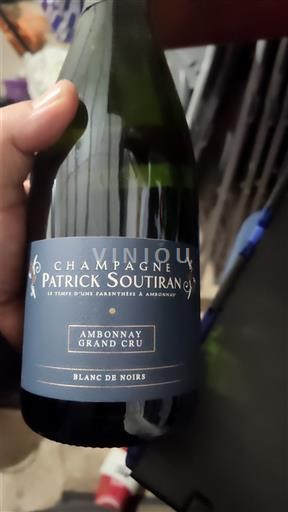 VINIOU
CHAMPAGNE
PATRICK SOUTIRAN
LE TEMPS D'UNE PARENTHÈSE À AMBONNAY
AMBONNAY
GRAND CRU
BLANC DE NOIRS